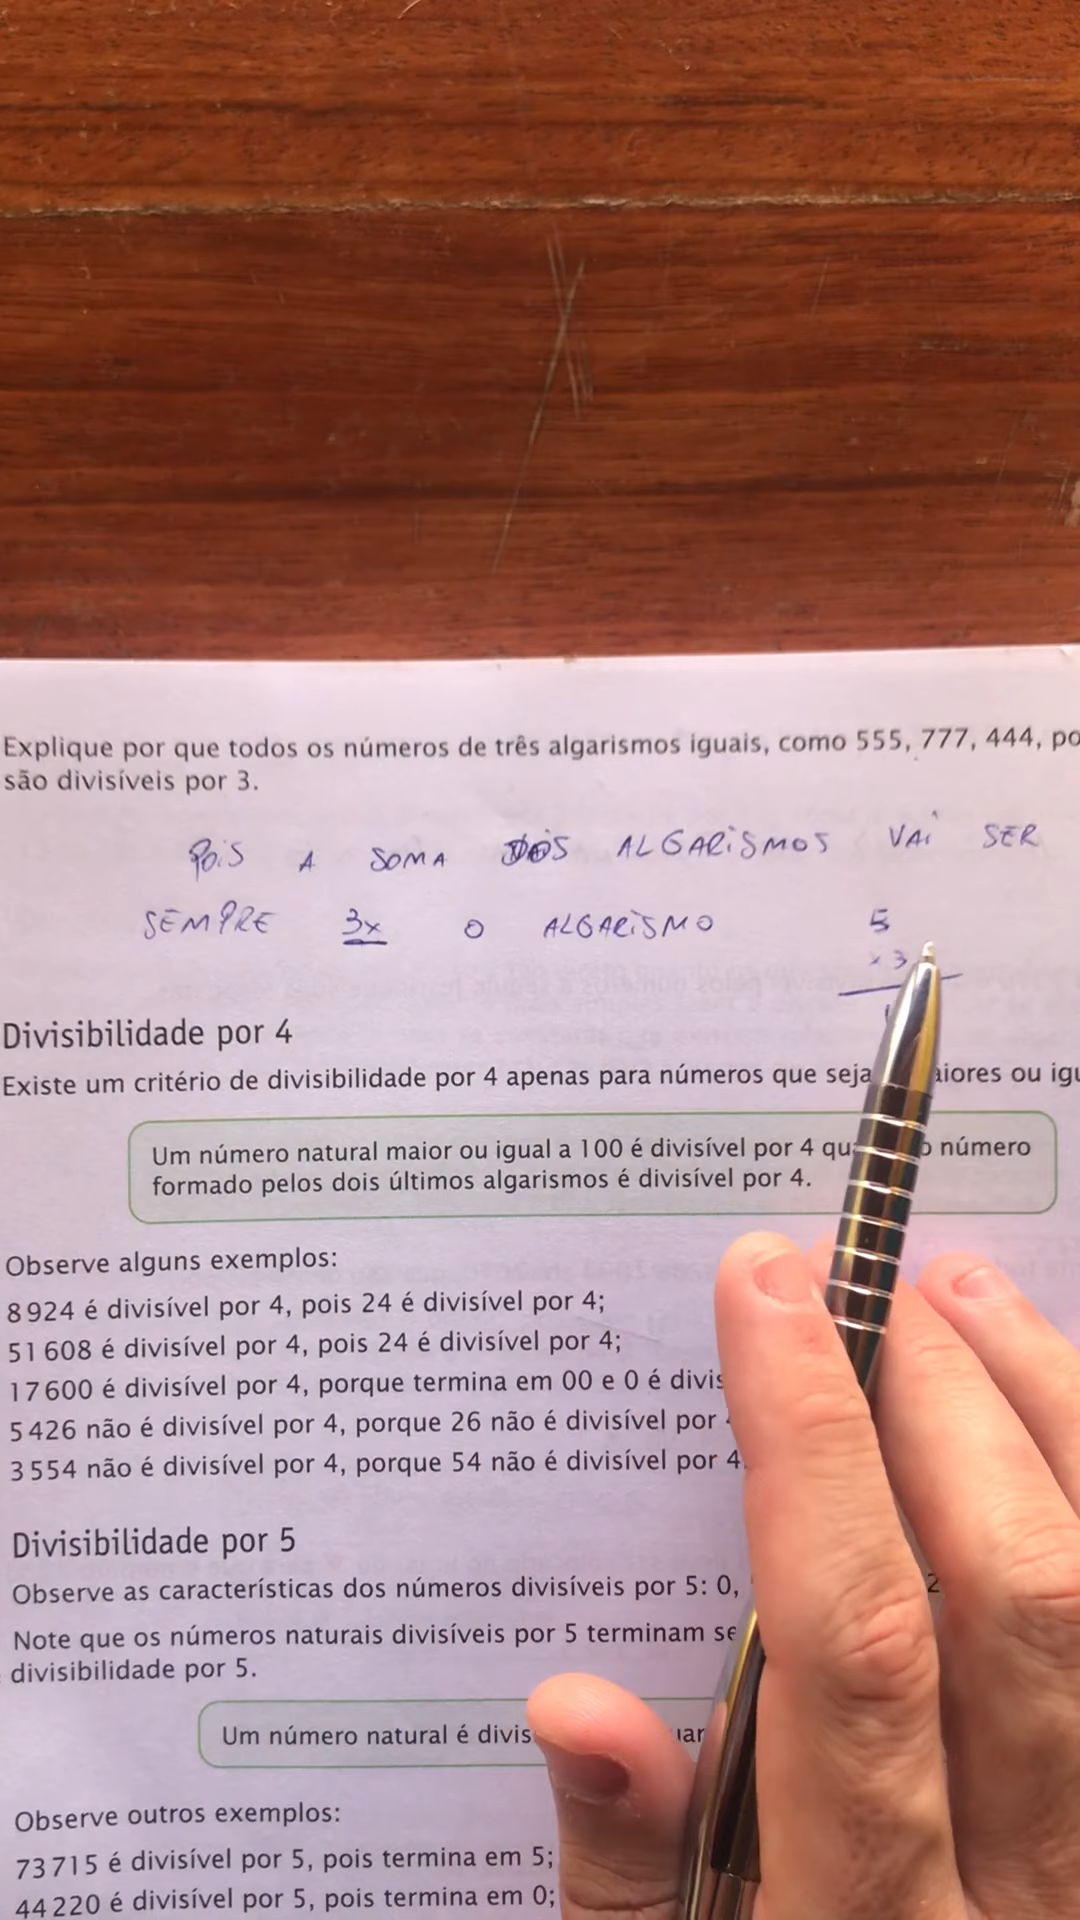 Explique por que todos os números de três algarismos iguais, como 555, 777, 444, po
são divisíveis por 3.
POIS A SOMA DOS ALGARISMOS VAI SER
SEMPRE 3x O ALGARISMO
5
x 3
Divisibilidade por 4
Existe um critério de divisibilidade por 4 apenas para números que seja aiores ou igu
Um número natural maior ou igual a 100 é divisível por 4 qua o número
formado pelos dois últimos algarismos é divisível por 4.
Observe alguns exemplos:
8 924 é divisível por 4, pois 24 é divisível por 4;
51 608 é divisível por 4, pois 24 é divisível por 4;
17 600 é divisível por 4, porque termina em 00 e 0 é divis
5 426 não é divisível por 4, porque 26 não é divisível por
3 554 não é divisível por 4, porque 54 não é divisível por 4.
Divisibilidade por 5
Observe as características dos números divisíveis por 5: 0, 2
Note que os números naturais divisíveis por 5 terminam se
divisibilidade por 5.
Um número natural é divis uar
Observe outros exemplos:
73 715 é divisível por 5, pois termina em 5;
44 220 é divisível por 5, pois termina em 0;